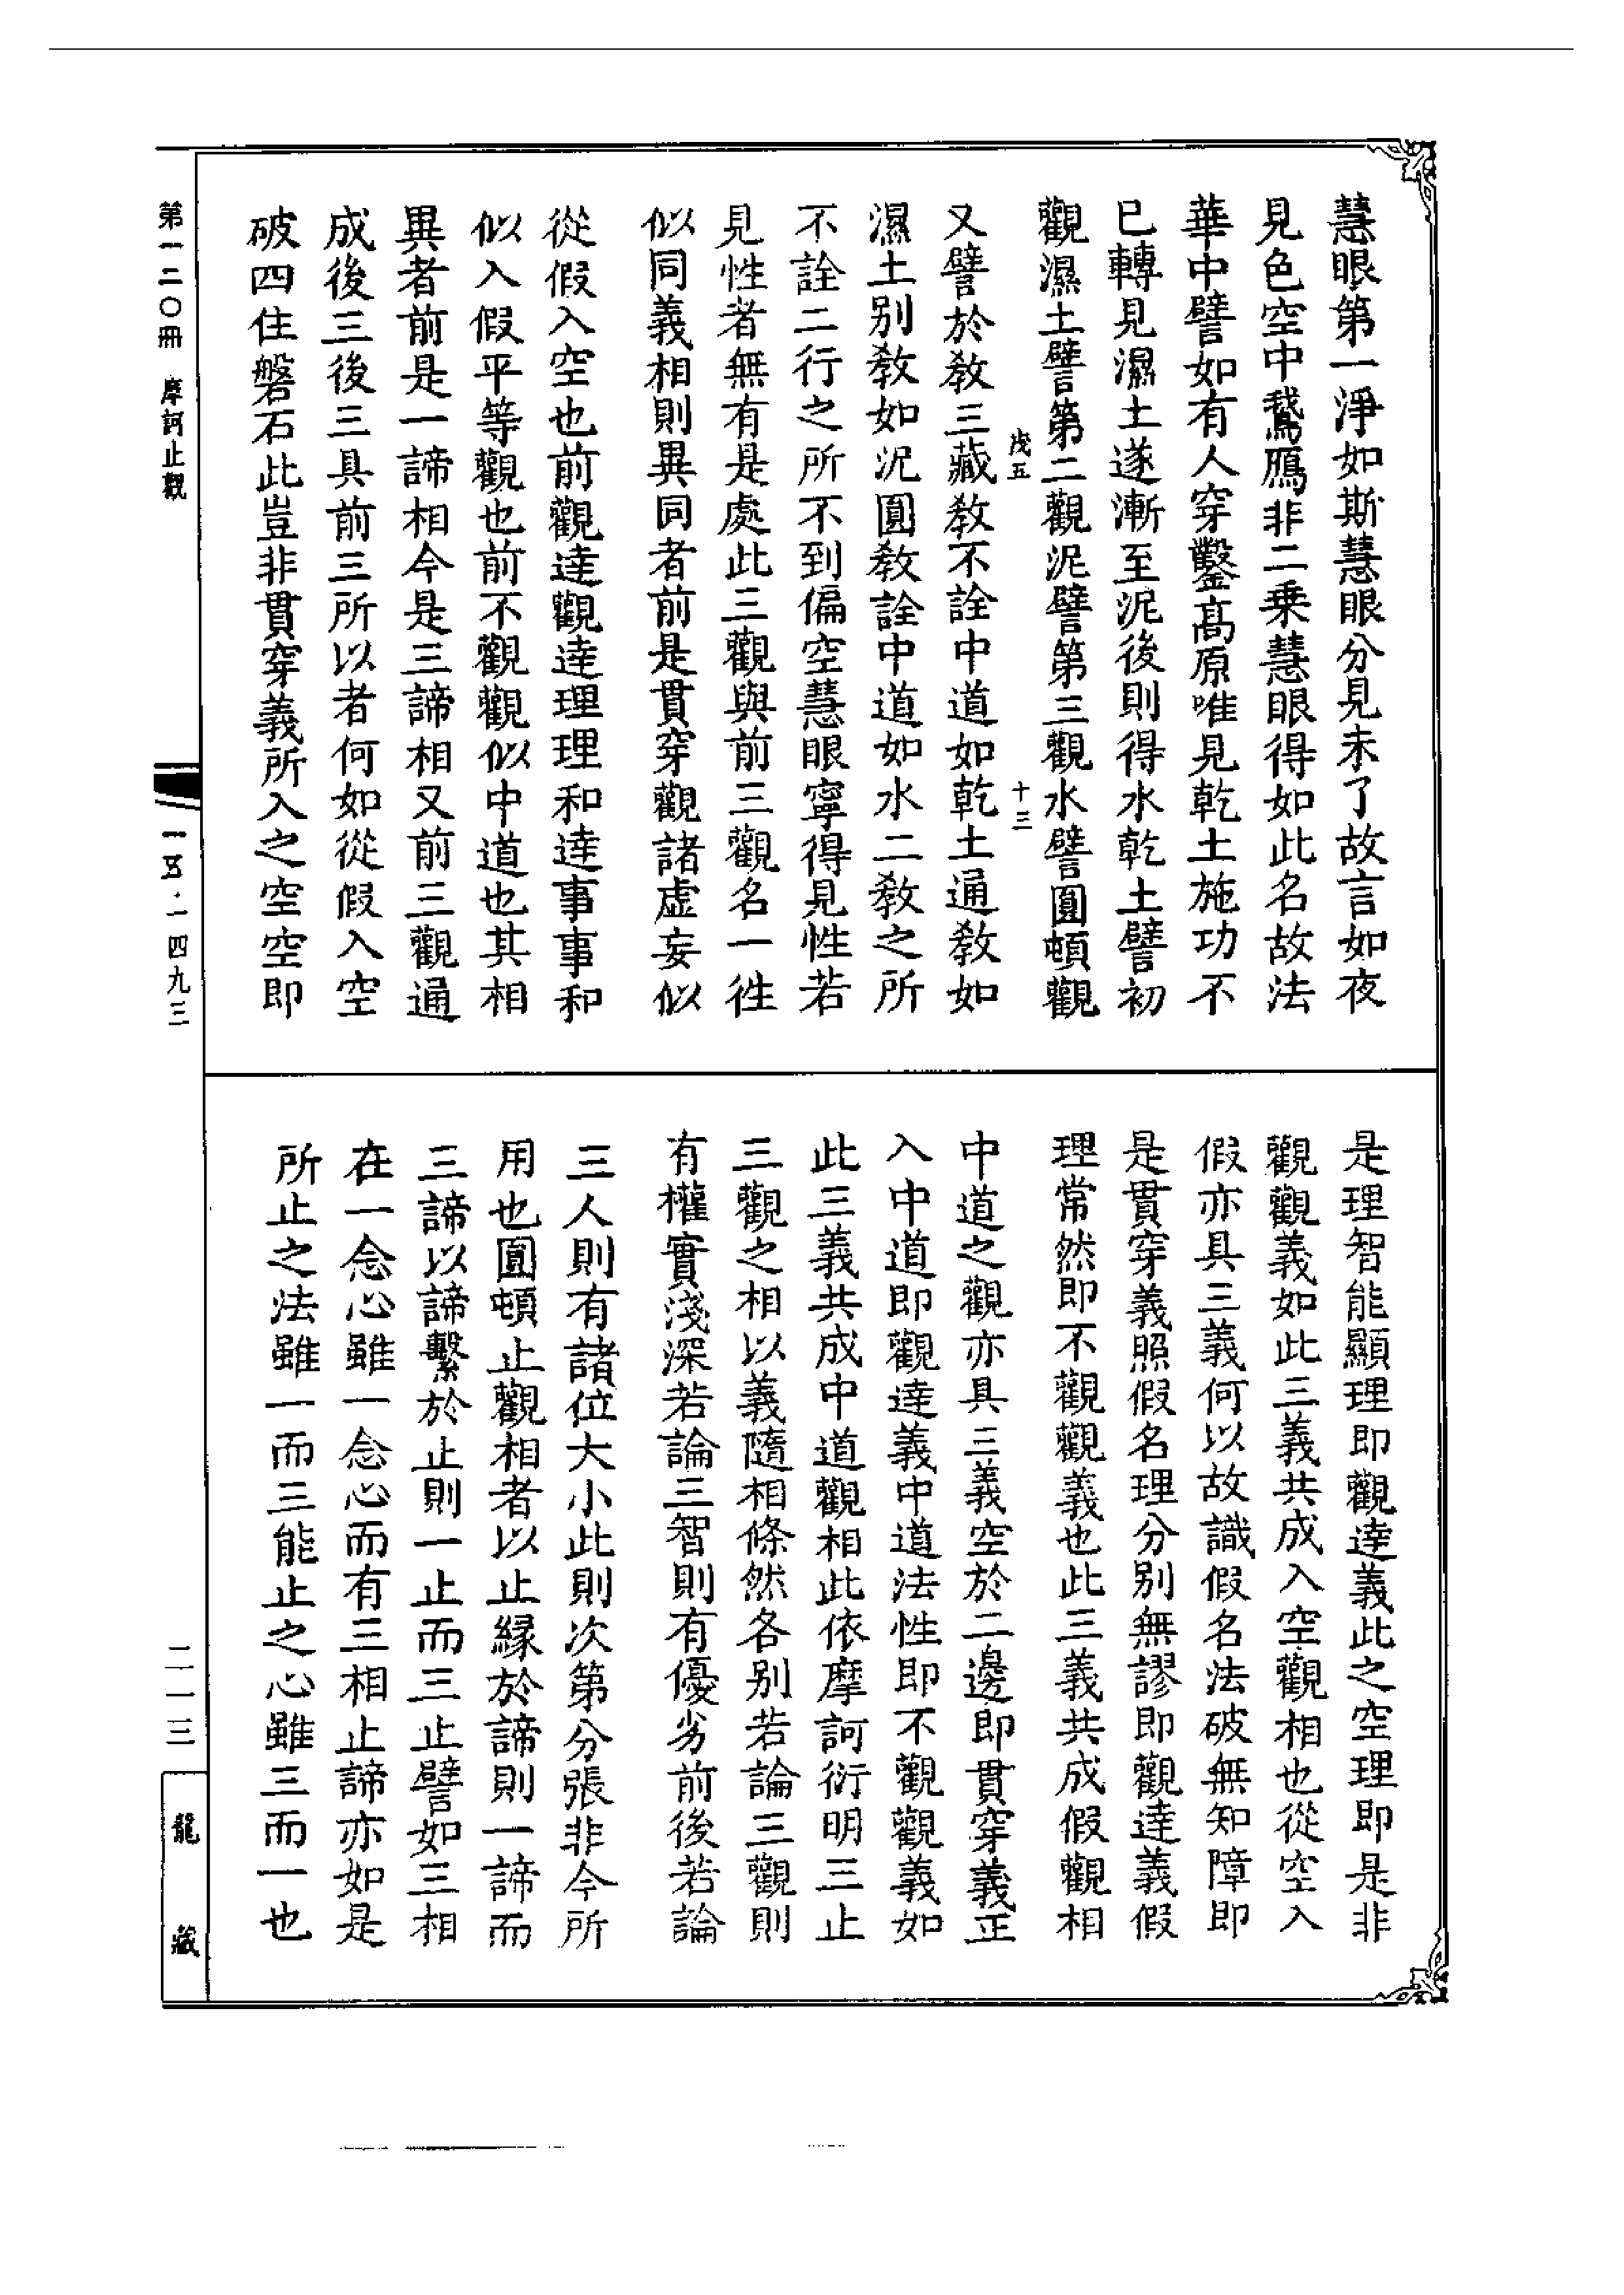 慧眼第一淨如斯慧眼分見未了故言如夜
見色空中鵞鴈非二乗慧眼得如此名故法
華中譬如有人穿鑿髙原唯見乾土施功不
已轉見濕土遂漸至泥後則得水乾土譬初
觀濕土譬第二觀泥譬第三觀水譬圓頓觀
戊五 十三
又譬於教三藏教不詮中道如乾土通教如
濕土别教如泥圓教詮中道如水二教之所
不詮二行之所不到偏空慧眼寧得見性若
見性者無有是處此三觀與前三觀名一往
似同義相則異同者前是貫穿觀諸虚妄似
從假入空也前觀達觀達理理和達事事和
似入假平等觀也前不觀觀似中道也其相
異者前是一諦相今是三諦相又前三觀通
成後三後三具前三所以者何如從假入空
破四住磐石此豈非貫穿義所入之空空即
是理智能顯理即觀達義此之空理即是非
觀觀義如此三義共成入空觀相也從空入
假亦具三義何以故識假名法破無知障即
是貫穿義照假名理分别無謬即觀達義假
理常然即不觀觀義也此三義共成假觀相
中道之觀亦具三義空於二邊即貫穿義正
入中道即觀達義中道法性即不觀觀義如
此三義共成中道觀相此依摩訶衍明三止
三觀之相以義隨相條然各别若論三觀則
有權實淺深若論三智則有優劣前後若論
三人則有諸位大小此則次第分張非今所
用也圓頓止觀相者以止縁於諦則一諦而
三諦以諦繫於止則一止而三止譬如三相
在一念心雖一念心而有三相止諦亦如是
所止之法雖一而三能止之心雖三而一也
第一二〇冊 摩訶止觀
一五·一四九三
二一三
龍藏